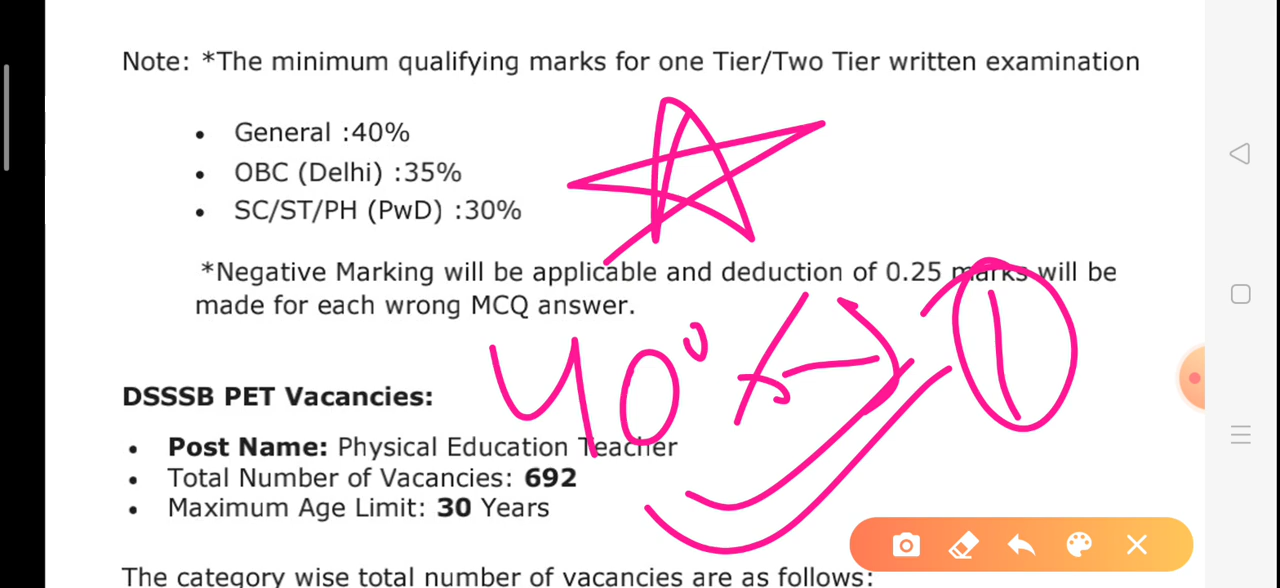 Note: *The minimum qualifying marks for one Tier/Two Tier written examination
• General :40%
• OBC (Delhi) :35%
• SC/ST/PH (PwD) :30%
*Negative Marking will be applicable and deduction of 0.25 marks will be
made for each wrong MCQ answer.
40%
1
DSSSB PET Vacancies:
• Post Name: Physical Education Teacher
• Total Number of Vacancies: 692
• Maximum Age Limit: 30 Years
The category wise total number of vacancies are as follows: